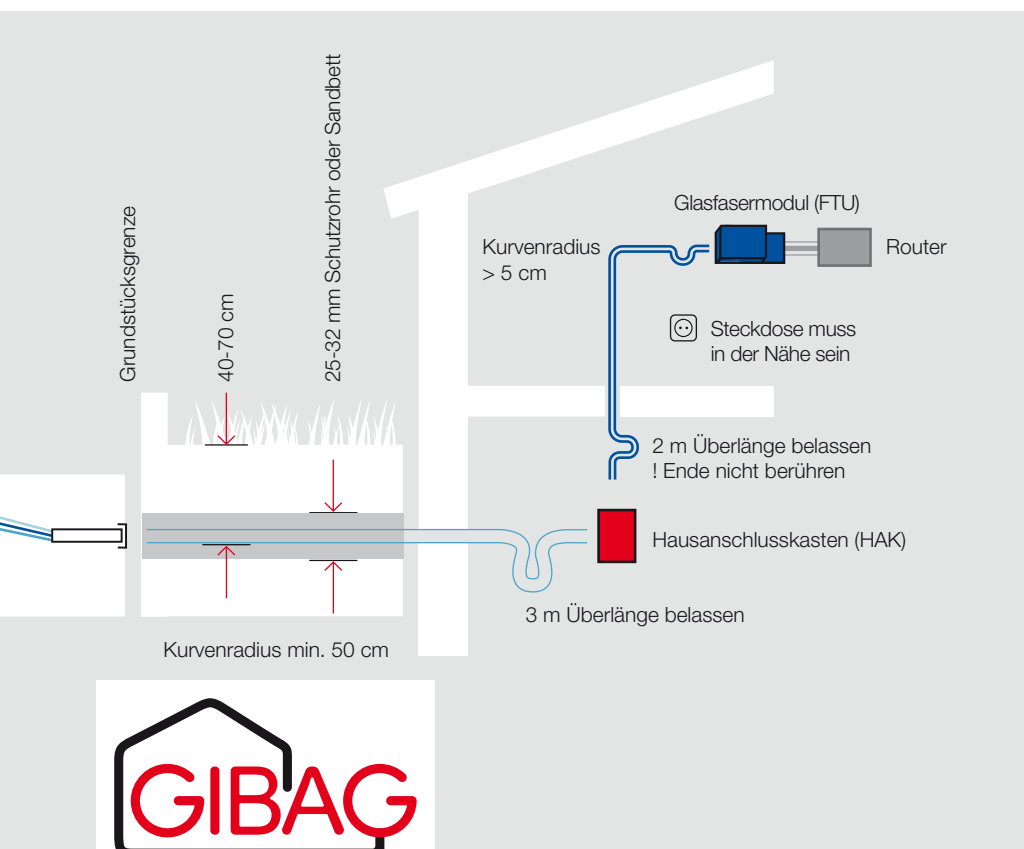 Grundstücksgrenze
40-70 cm
25-32 mm Schutzrohr oder Sandbett
Glasfasermodul (FTU)
Kurvenradius
> 5 cm
Router
Steckdose muss
in der Nähe sein
2 m Überlänge belassen
! Ende nicht berühren
Hausanschlusskasten (HAK)
3 m Überlänge belassen
Kurvenradius min. 50 cm
GIBAG